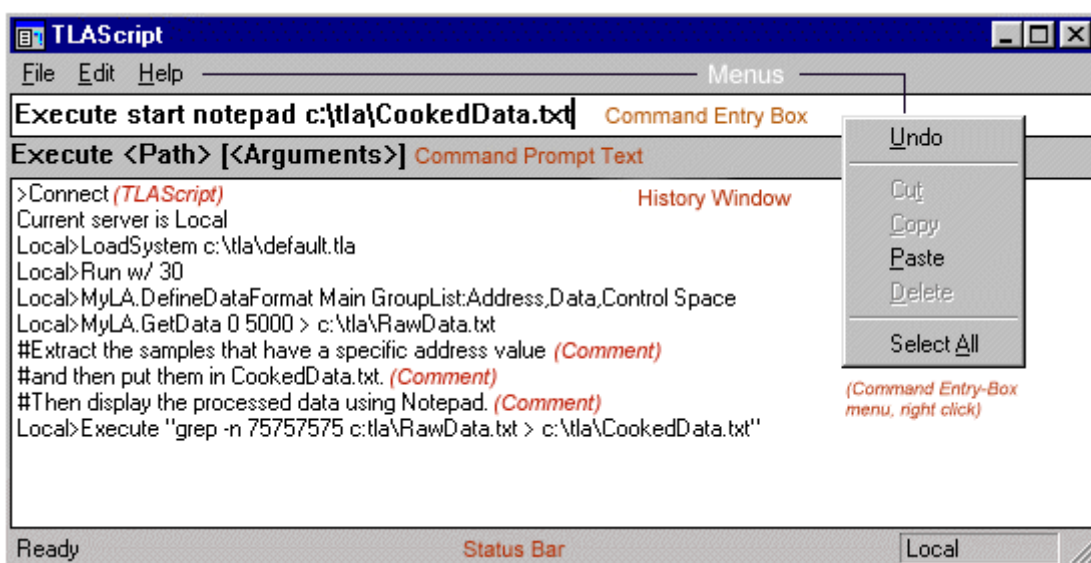 TLAScript
File Edit Help Menus
Execute start notepad c:\tla\CookedData.txt Command Entry Box
Execute <Path> [<Arguments>] Command Prompt Text
>Connect (TLAScript) History Window
Current server is Local
Local>LoadSystem c:\tla\default.tla
Local>Run w/ 30
Local>MyLA.DefineDataFormat Main GroupList:Address,Data,Control Space
Local>MyLA.GetData 0 5000 > c:\tla\RawData.txt
#Extract the samples that have a specific address value (Comment)
#and then put them in CookedData.txt. (Comment)
#Then display the processed data using Notepad. (Comment)
Local>Execute "grep -n 75757575 c:tla\RawData.txt > c:\tla\CookedData.txt"
Undo
Cut
Copy
Paste
Delete
Select All
(Command Entry-Box
menu, right click)
Ready Status Bar Local